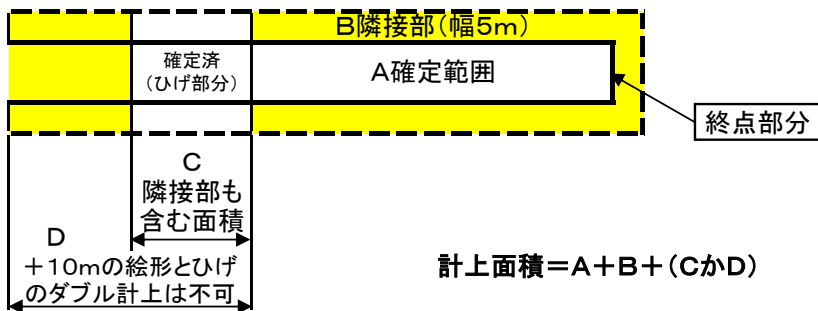 B隣接部(幅5m)
確定済
(ひげ部分)
A確定範囲
終点部分
C
隣接部も
含む面積
D
+10mの絵形とひげ
のダブル計上は不可
計上面積=A+B+(CかD)